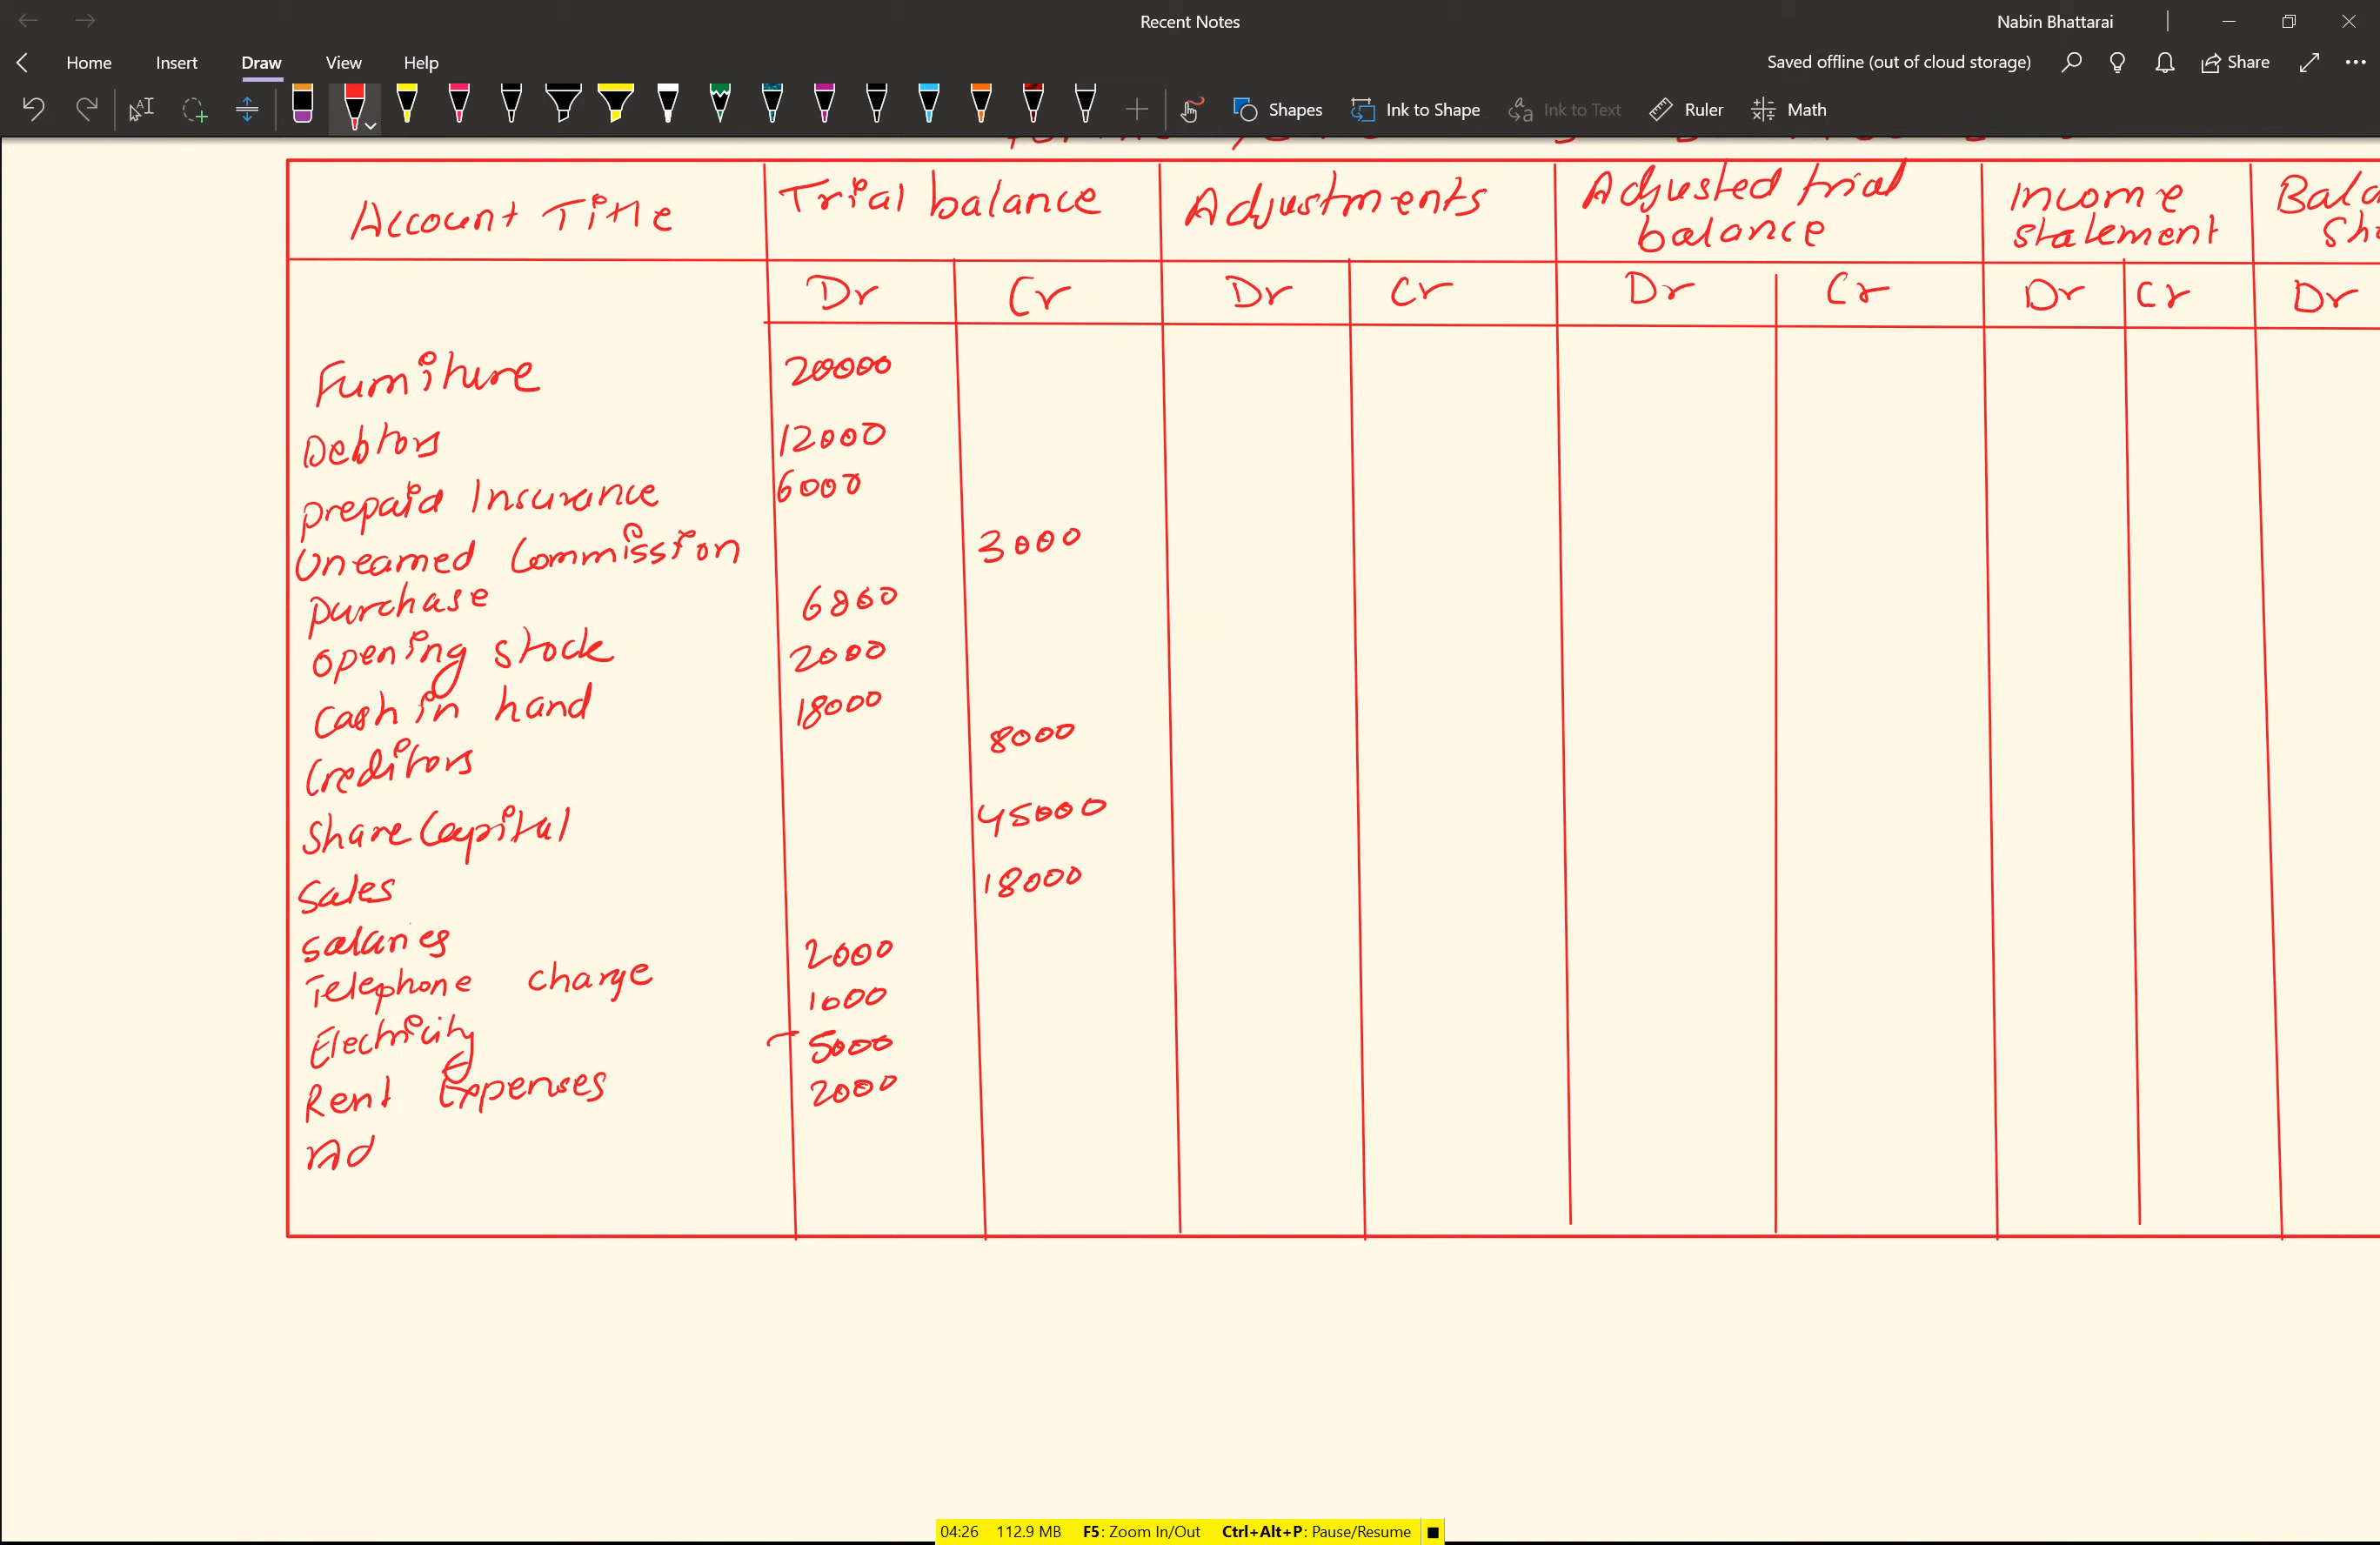 Recent Notes
Nabin Bhattarai
Home Insert Draw View Help
Saved offline (out of cloud storage) Share
Shapes Ink to Shape Ink to Text Ruler Math
Account Title Trial balance Adjustments Adjusted trial balance Income statement
Dr Cr Dr Cr Dr Cr Dr Cr Dr
Furniture 20000
Debtors 12000
prepaid Insurance 6000
Unearned Commission 3000
purchase 6000
opening stock 2000
Cash in hand 18000
Creditors 8000
Share Capital 45000
Sales 18000
salaries 2000
Telephone charge 1000
Electricity 5000
Rent Expenses 2000
04:26 112.9 MB F5: Zoom In/Out Ctrl+Alt+P: Pause/Resume